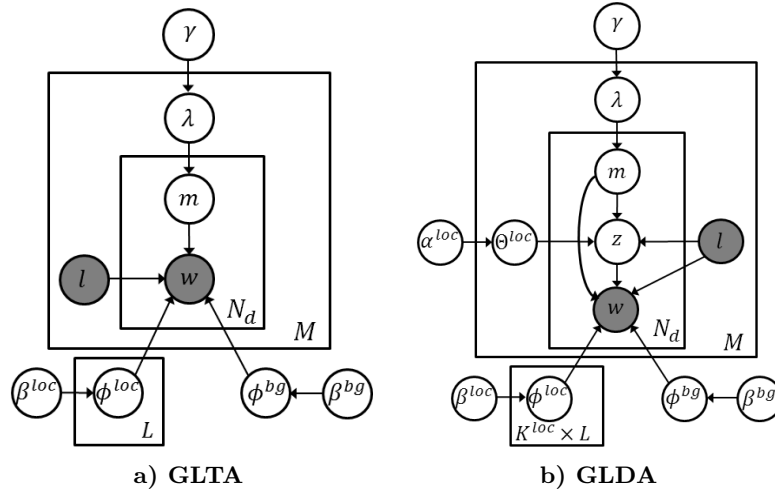 γ
γ
λ
λ
m
m
α^{loc}
Θ^{loc}
z
l
l
w
w
N_d
N_d
M
M
β^{loc}
ϕ^{loc}
ϕ^{bg}
β^{bg}
β^{loc}
ϕ^{loc}
ϕ^{bg}
β^{bg}
L
K^{loc} × L
a) GLTA
b) GLDA